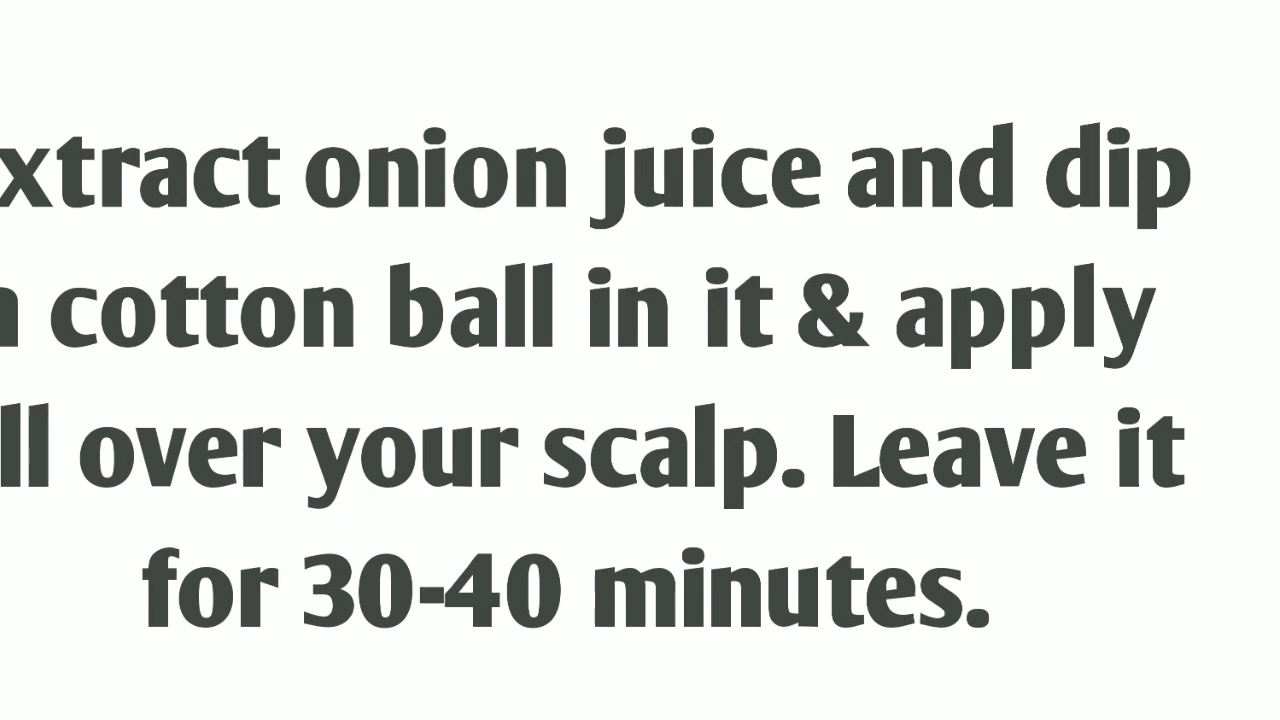 xtract onion juice and dip
cotton ball in it & apply
ll over your scalp. Leave it
for 30-40 minutes.